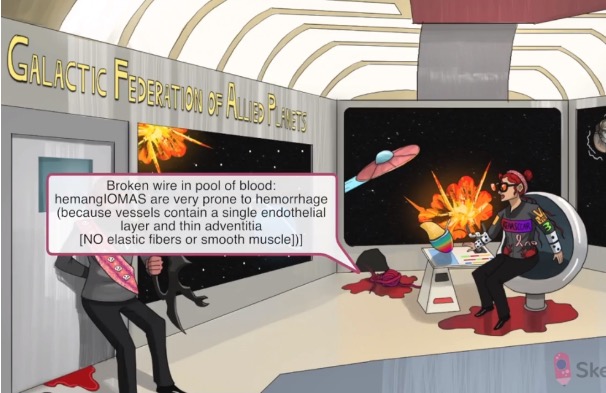 GALACTIC FEDERATION OF ALLIED PLANETS
Broken wire in pool of blood:
hemangIOMAS are very prone to hemorrhage
(because vessels contain a single endothelial
layer and thin adventitia
[NO elastic fibers or smooth muscle])]
3
Ske